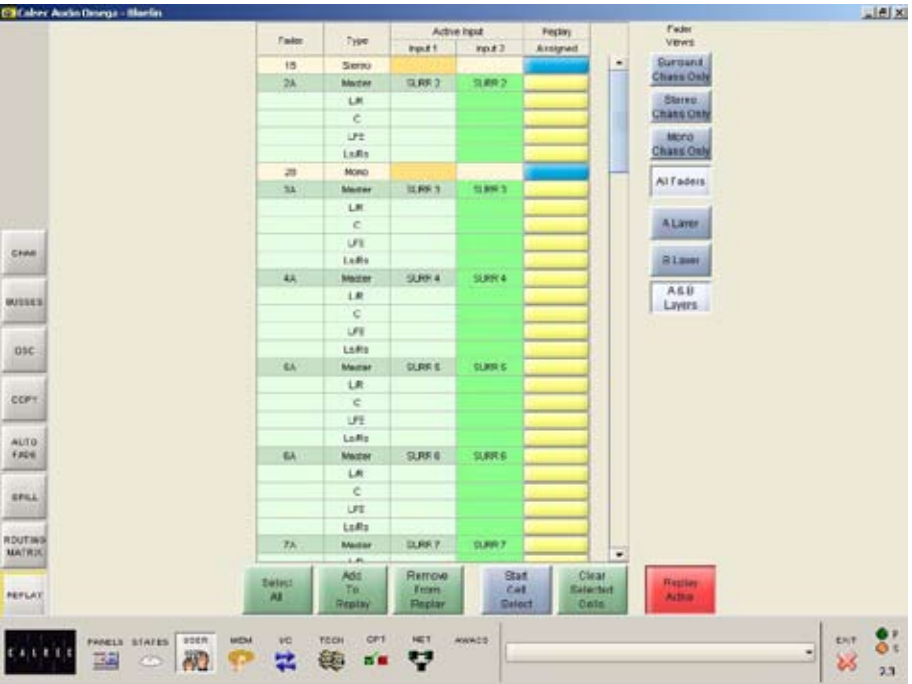 Calrec Audio Omega - Bluefin
Fader Type Active Input Replay
Input 1 Input 2 Assigned
1B Stereo
2A Master SURR 2 SURR 2
L/R
C
LFE
Ls/Rs
2B Mono
3A Master SURR 3 SURR 3
L/R
C
LFE
Ls/Rs
4A Master SURR 4 SURR 4
L/R
C
LFE
Ls/Rs
Master SURR 5 SURR 5
L/R
C
LFE
Ls/Rs
6A Master SURR 6 SURR 6
L/R
C
LFE
Ls/Rs
7A Master SURR 7 SURR 7
L/R
Fader
Views
Surround
Chans Only
Stereo
Chans Only
Mono
Chans Only
All Faders
A Layer
B Layer
A & B
Layers
CHAN
BUSSES
OSC
COPY
AUTO
FADE
SPILL
ROUTING
MATRIX
REPLAY
Select
All
Add
To
Replay
Remove
From
Replay
Start
Cell
Select
Clear
Selected
Cells
Replay
Active
CALREC
PANELS STATES USER MEM I/C TECH OPT NET AWACS
EXIT
P
S
2.3